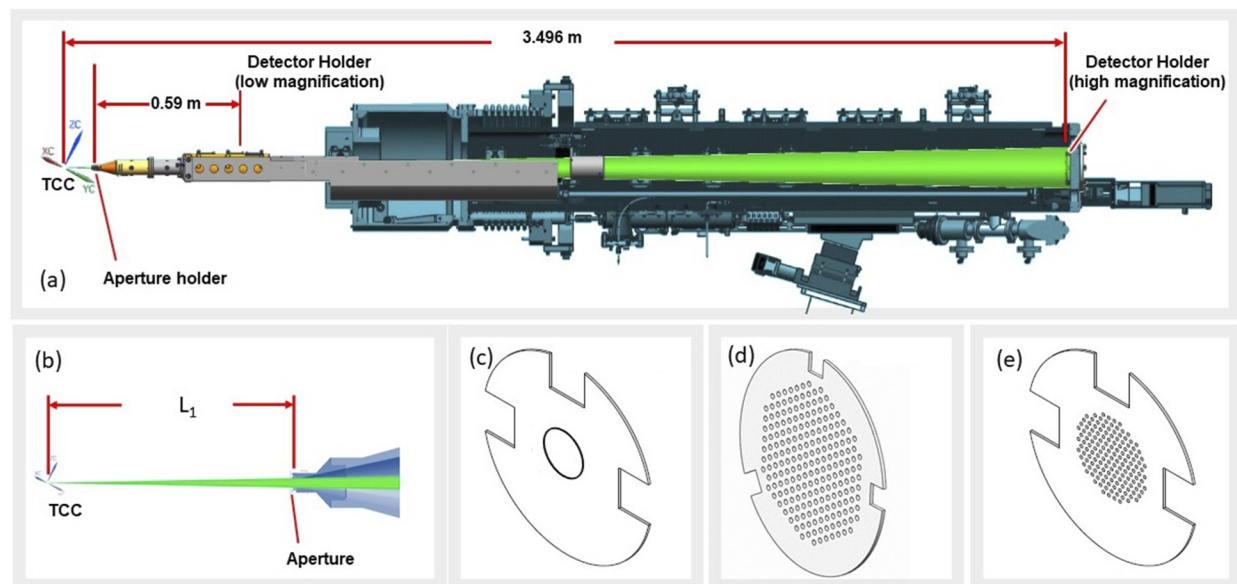 3.496 m
Detector Holder
(low magnification)
Detector Holder
(high magnification)
0.59 m
ZC
XC
YC
TCC
Aperture holder
(a)
(b)
L₁
TCC
Aperture
(c)
(d)
(e)